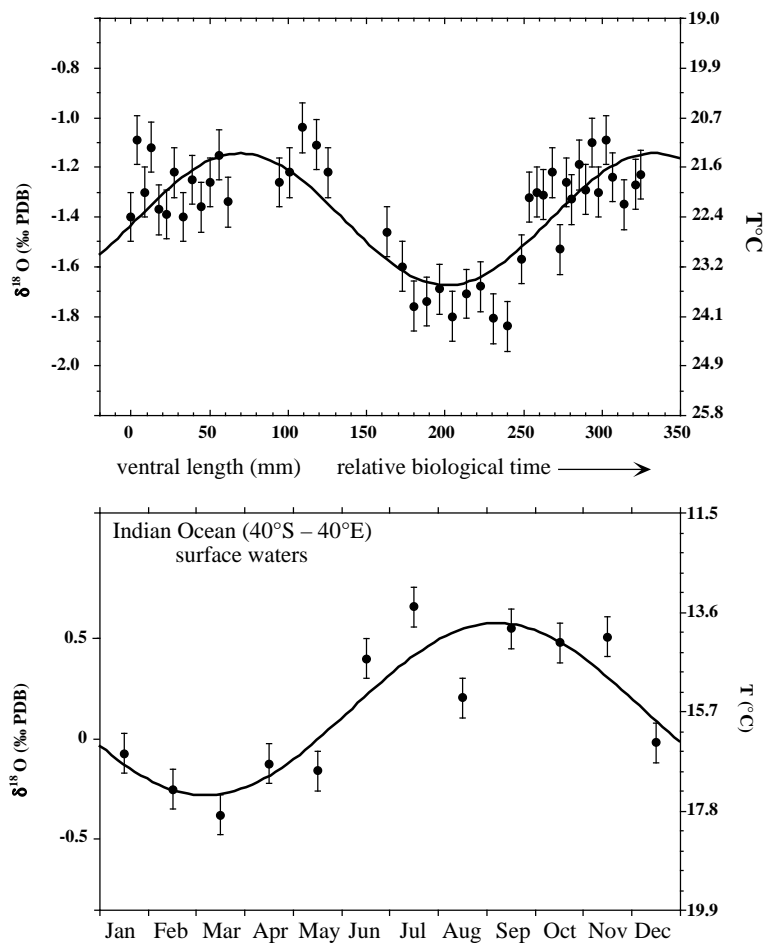 19.0
-0.8
19.9
-1.0
20.7
-1.2
21.6
-1.4
22.4
-1.6
23.2
-1.8
24.1
-2.0
24.9
25.8
δ18 O (‰ PDB)
T°C
0 50 100 150 200 250 300 350
ventral length (mm) relative biological time
Indian Ocean (40°S – 40°E)
surface waters
11.5
0.5
13.6
0
15.7
-0.5
17.8
19.9
δ18 O (‰ PDB)
T (°C)
Jan Feb Mar Apr May Jun Jul Aug Sep Oct Nov Dec